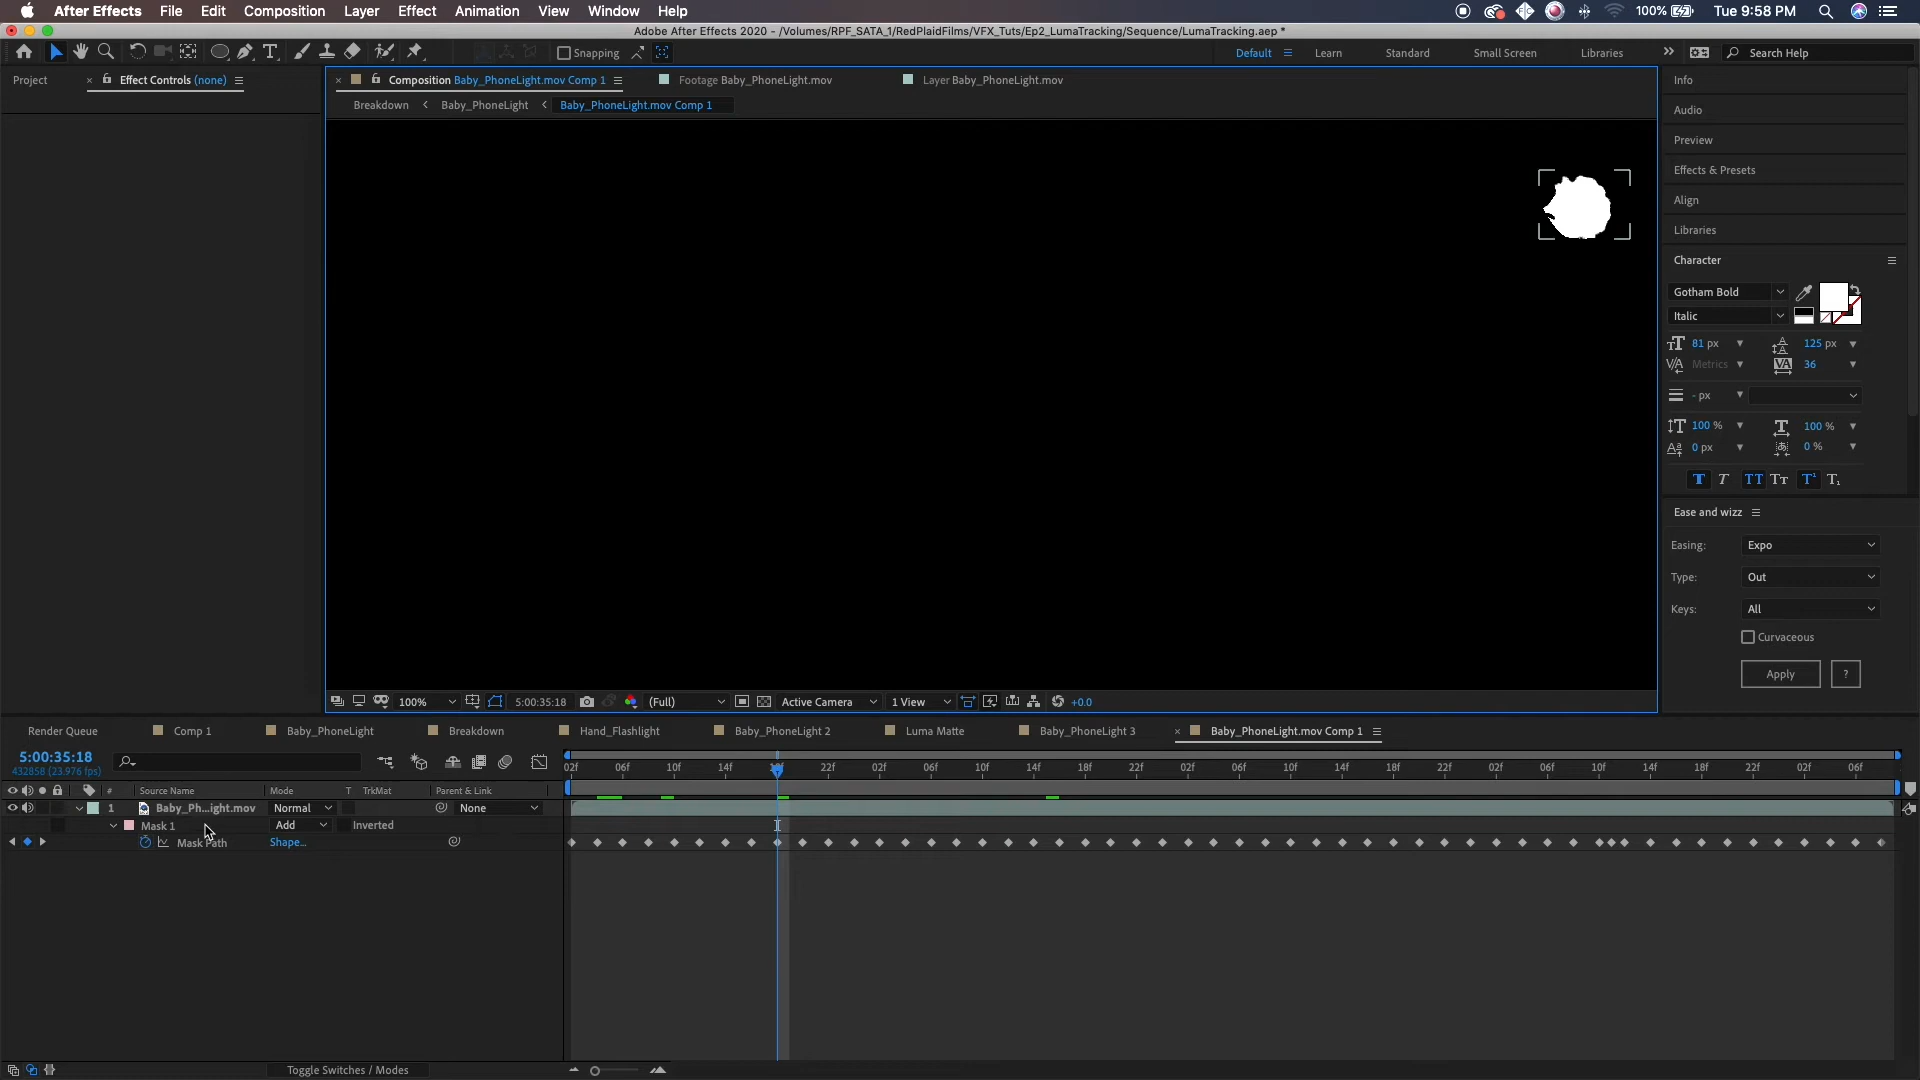 After Effects File Edit Composition Layer Effect Animation View Window Help 100% Tue 9:58 PM
Adobe After Effects 2020 - /Volumes/RPF_SATA_1/RedPlaidFilms/VFX_Tuts/Ep2_LumaTracking/Sequence/LumaTracking.aep *
Snapping Default Learn Standard Small Screen Libraries Search Help
Project Effect Controls (none) Composition Baby_PhoneLight.mov Comp 1 Footage Baby_PhoneLight.mov Layer Baby_PhoneLight.mov Info
Breakdown Baby_PhoneLight Baby_PhoneLight.mov Comp 1
Audio
Preview
Effects & Presets
Align
Libraries
Character
Gotham Bold
Italic
81 px 125 px
Metrics 36
- px
100 % 100 %
0 px 0 %
T T TT Tt T¹ T₁
Ease and wizz
Easing: Expo
Type: Out
Keys: All
Curvaceous
Apply ?
100% 5:00:35:18 (Full) Active Camera 1 View +0.0
Render Queue Comp 1 Baby_PhoneLight Breakdown Hand_Flashlight Baby_PhoneLight 2 Luma Matte Baby_PhoneLight 3 Baby_PhoneLight.mov Comp 1
5:00:35:18
432858 (23.976 fps)
02f 06f 10f 14f 22f 02f 06f 10f 14f 18f 22f 02f 06f 10f 14f 18f 22f 02f 06f 10f 14f 18f 22f 02f 06f
# Source Name Mode T TrkMat Parent & Link
1 Baby_Ph...ight.mov Normal None
Mask 1 Add Inverted
Mask Path Shape...
Toggle Switches / Modes